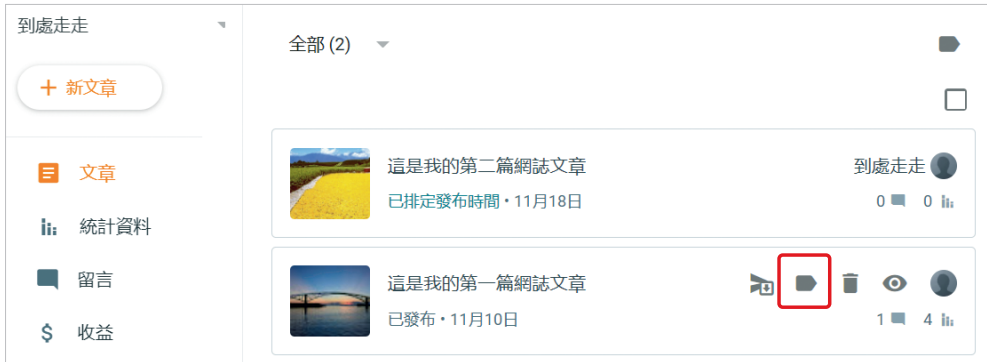 到處走走
全部 (2)
+ 新文章
文章
統計資料
留言
收益
這是我的第二篇網誌文章
到處走走
已排定發布時間・11月18日
0
0
這是我的第一篇網誌文章
已發布・11月10日
1
4